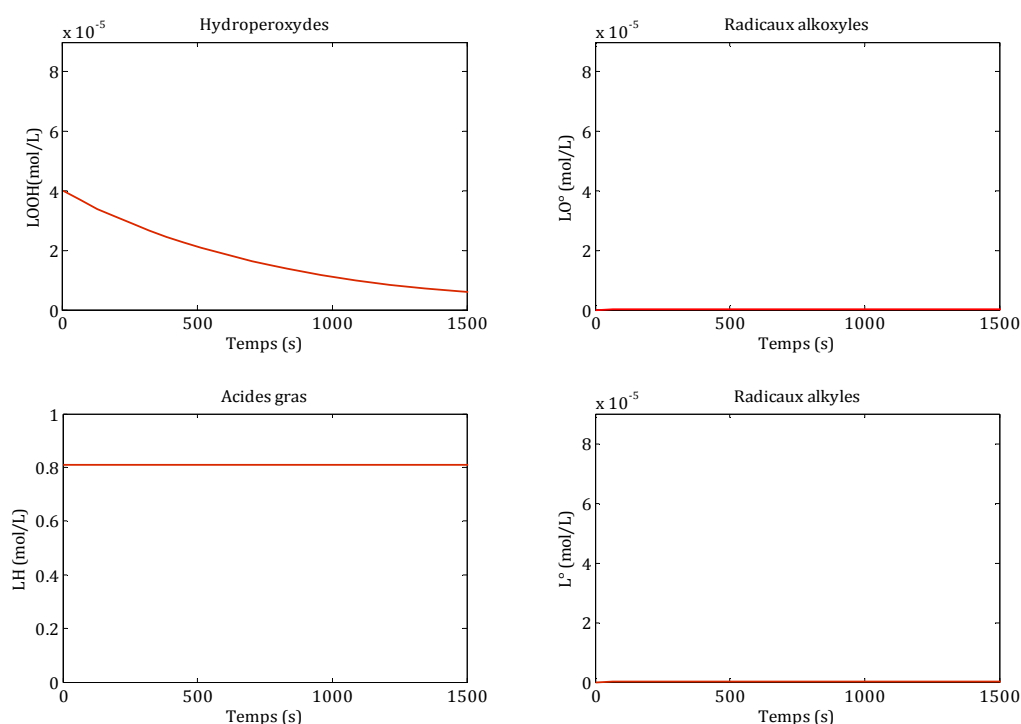 Hydroperoxydes
x 10⁻⁵
8
6
4
2
0
LOOH(mol/L)
0 500 1000 1500
Temps (s)
Radicaux alkoxyles
x 10⁻⁵
8
6
4
2
0
LO° (mol/L)
0 500 1000 1500
Temps (s)
Acides gras
1
0.8
0.6
0.4
0.2
0
LH (mol/L)
0 500 1000 1500
Temps (s)
Radicaux alkyles
x 10⁻⁵
8
6
4
2
0
L° (mol/L)
0 500 1000 1500
Temps (s)